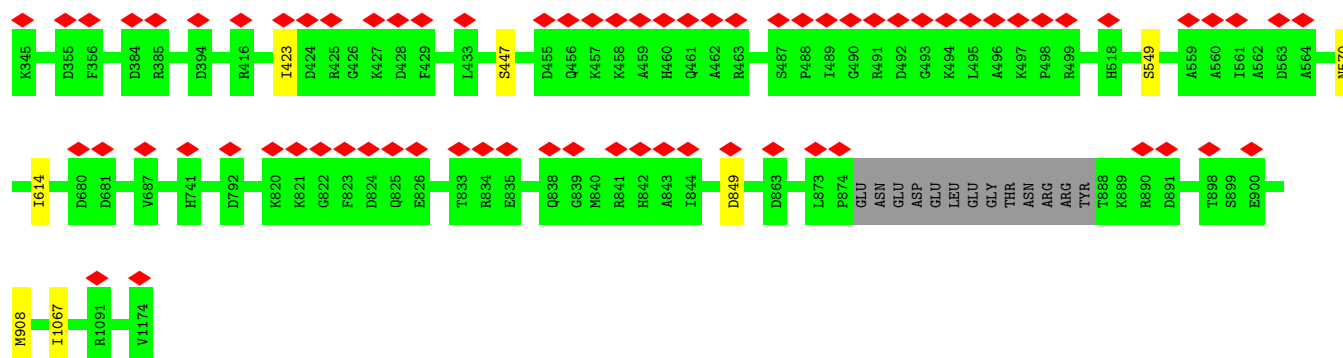 K345 D355 F356 D384 R385 D394 R416 I423 D424 R425 G426 K427 D428 F429 L433 S447 D455 Q456 K457 K458 A459 H460 Q461 A462 R463 S487 P488 I489 G490 R491 D492 G493 K494 L495 A496 K497 P498 R499 H518 S549 A559 A560 I561 A562 D563 A564 N570
I614 D680 D681 V687 H741 D792 K820 K821 G822 F823 D824 Q825 E826 T833 R834 E835 Q838 G839 M840 R841 H842 A843 I844 D849 D863 L873 P874 GLU ASN GLU ASP GLU LEU GLU GLY THR ASN ARG ARG TYR T888 K889 R890 D891 T898 S899 E900
M908 I1067 R1091 V1174